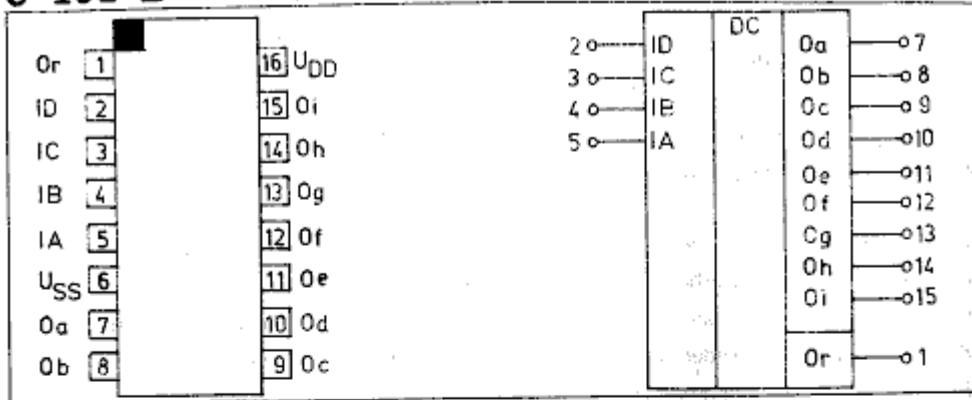 Or 1 16 UDD
ID 2 15 Oi
IC 3 14 Oh
IB 4 13 Og
IA 5 12 Of
USS 6 11 Oe
Oa 7 10 Od
Ob 8 9 Oc
DC
2 ID Oa 7
3 IC Ob 8
4 IB Oc 9
5 IA Od 10
Oe 11
Of 12
Og 13
Oh 14
Oi 15
Or 1